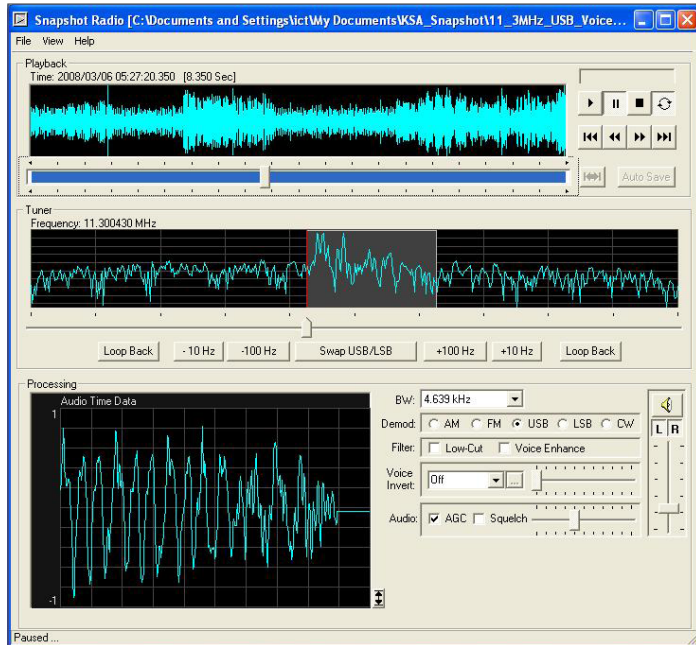 Snapshot Radio [C:\Documents and Settings\ict\My Documents\KSA_Snapshot\11_3MHz_USB_Voice...
File View Help
Playback
Time: 2008/03/06 05:27:20.350 [8.350 Sec]
Auto Save
Tuner
Frequency: 11.300430 MHz
Loop Back - 10 Hz -100 Hz Swap USB/LSB +100 Hz +10 Hz Loop Back
Processing
Audio Time Data
1
-1
BW: 4.639 kHz
Demod: AM FM USB LSB CW
Filter: Low-Cut Voice Enhance
Voice Invert: Off ...
Audio: AGC Squelch
L R
Paused ...